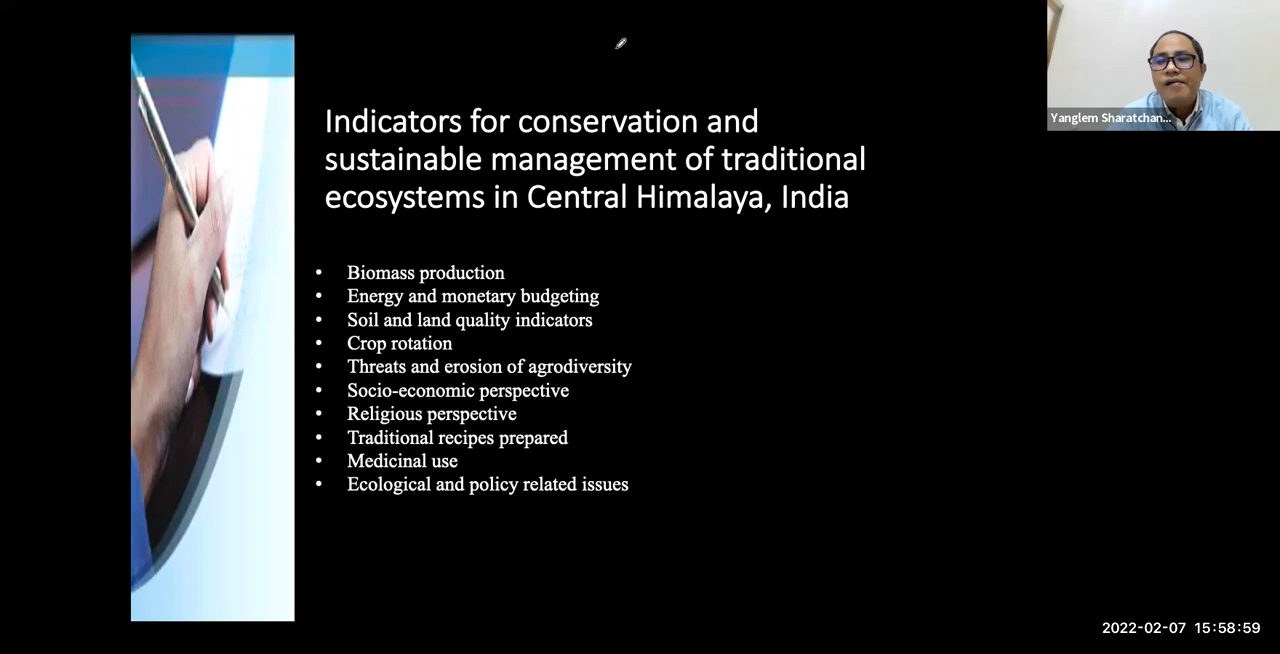 Indicators for conservation and
sustainable management of traditional
ecosystems in Central Himalaya, India
• Biomass production
• Energy and monetary budgeting
• Soil and land quality indicators
• Crop rotation
• Threats and erosion of agrodiversity
• Socio-economic perspective
• Religious perspective
• Traditional recipes prepared
• Medicinal use
• Ecological and policy related issues
Yanglem Sharatchan...
2022-02-07 15:58:59